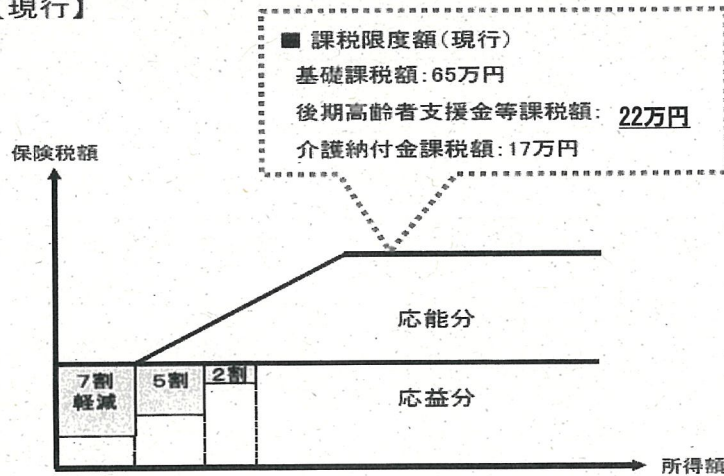 【現行】
■ 課税限度額(現行)
基礎課税額:65万円
後期高齢者支援金等課税額: 22万円
介護納付金課税額:17万円
保険税額
応能分
7割
軽減
5割
2割
応益分
所得額